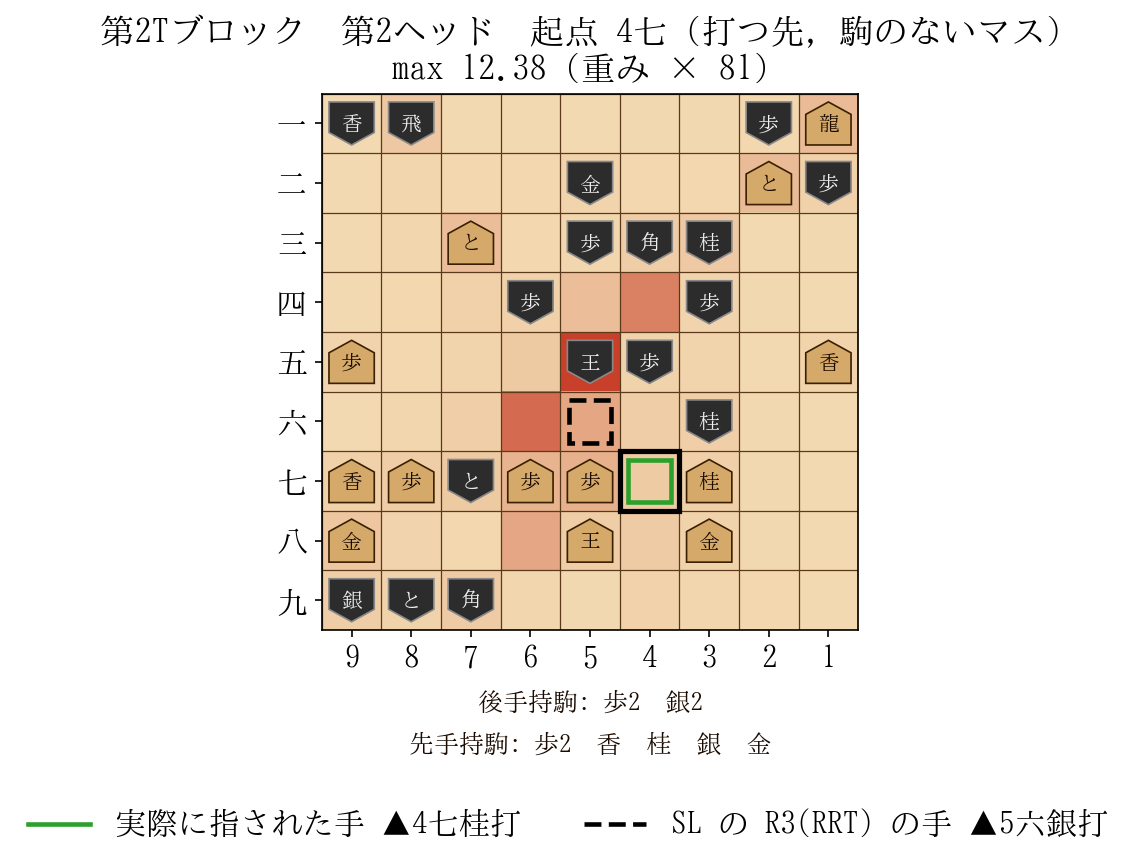 第2Tブロック　第2ヘッド　起点 4七（打つ先，駒のないマス）
max 12.38（重み × 81）
一 香 飛 歩 龍
二 金 と 歩
三 と 歩 角 桂
四 歩 歩
五 歩 王 歩 香
六 桂
七 香 歩 と 歩 歩 桂
八 金 王 金
九 銀 と 角
9 8 7 6 5 4 3 2 1
後手持駒: 歩2　銀2
先手持駒: 歩2　香　桂　銀　金
実際に指された手 ▲4七桂打
SL の R3(RRT) の手 ▲5六銀打